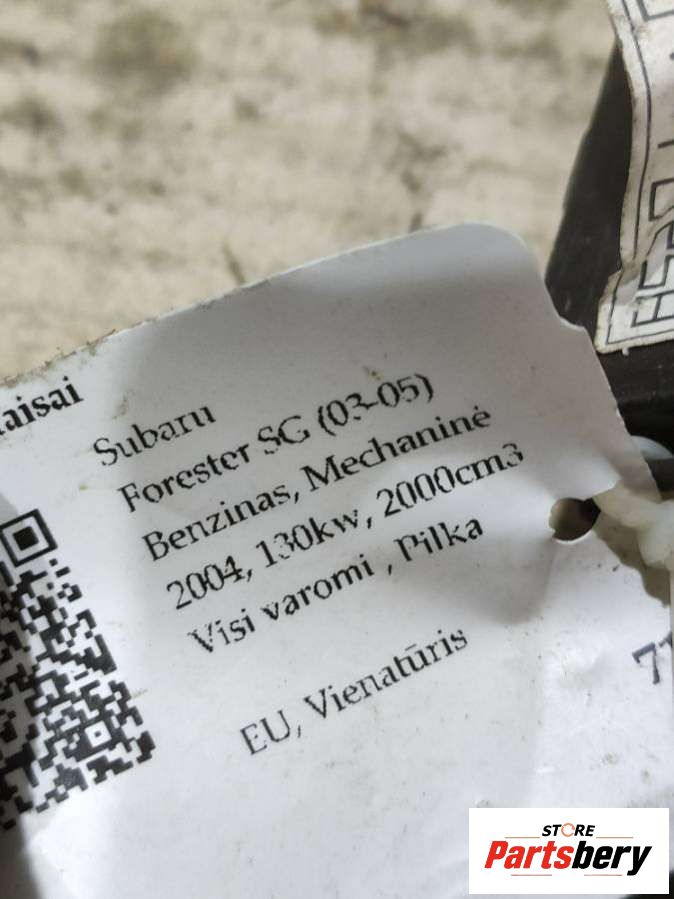 Subaru
Forester SG (03-05)
Benzinas, Mechaninė
2004, 130kw, 2000cm3
Visi varomi , Pilka
EU, Vienatūris
STORE
Partsbery